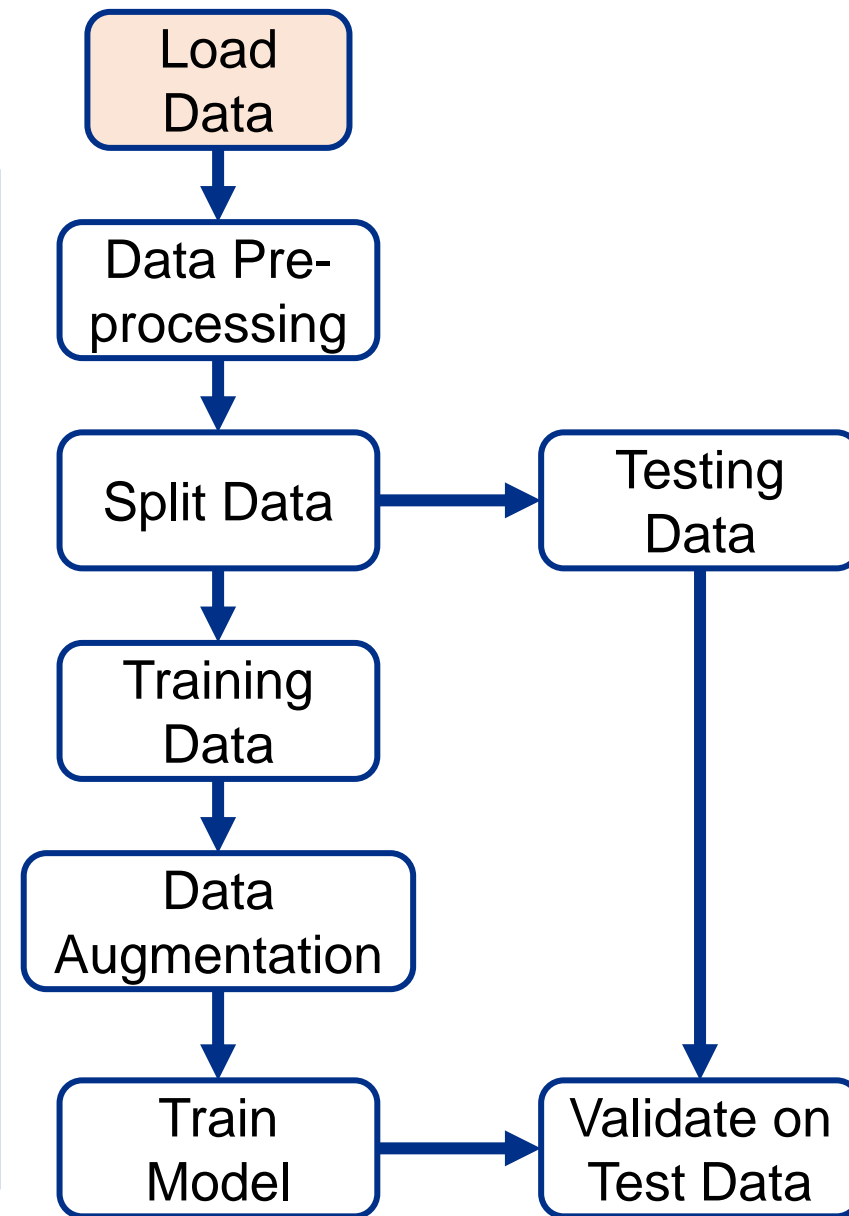 Load
Data
Data Pre-
processing
Split Data
Testing
Data
Training
Data
Data
Augmentation
Train
Model
Validate on
Test Data